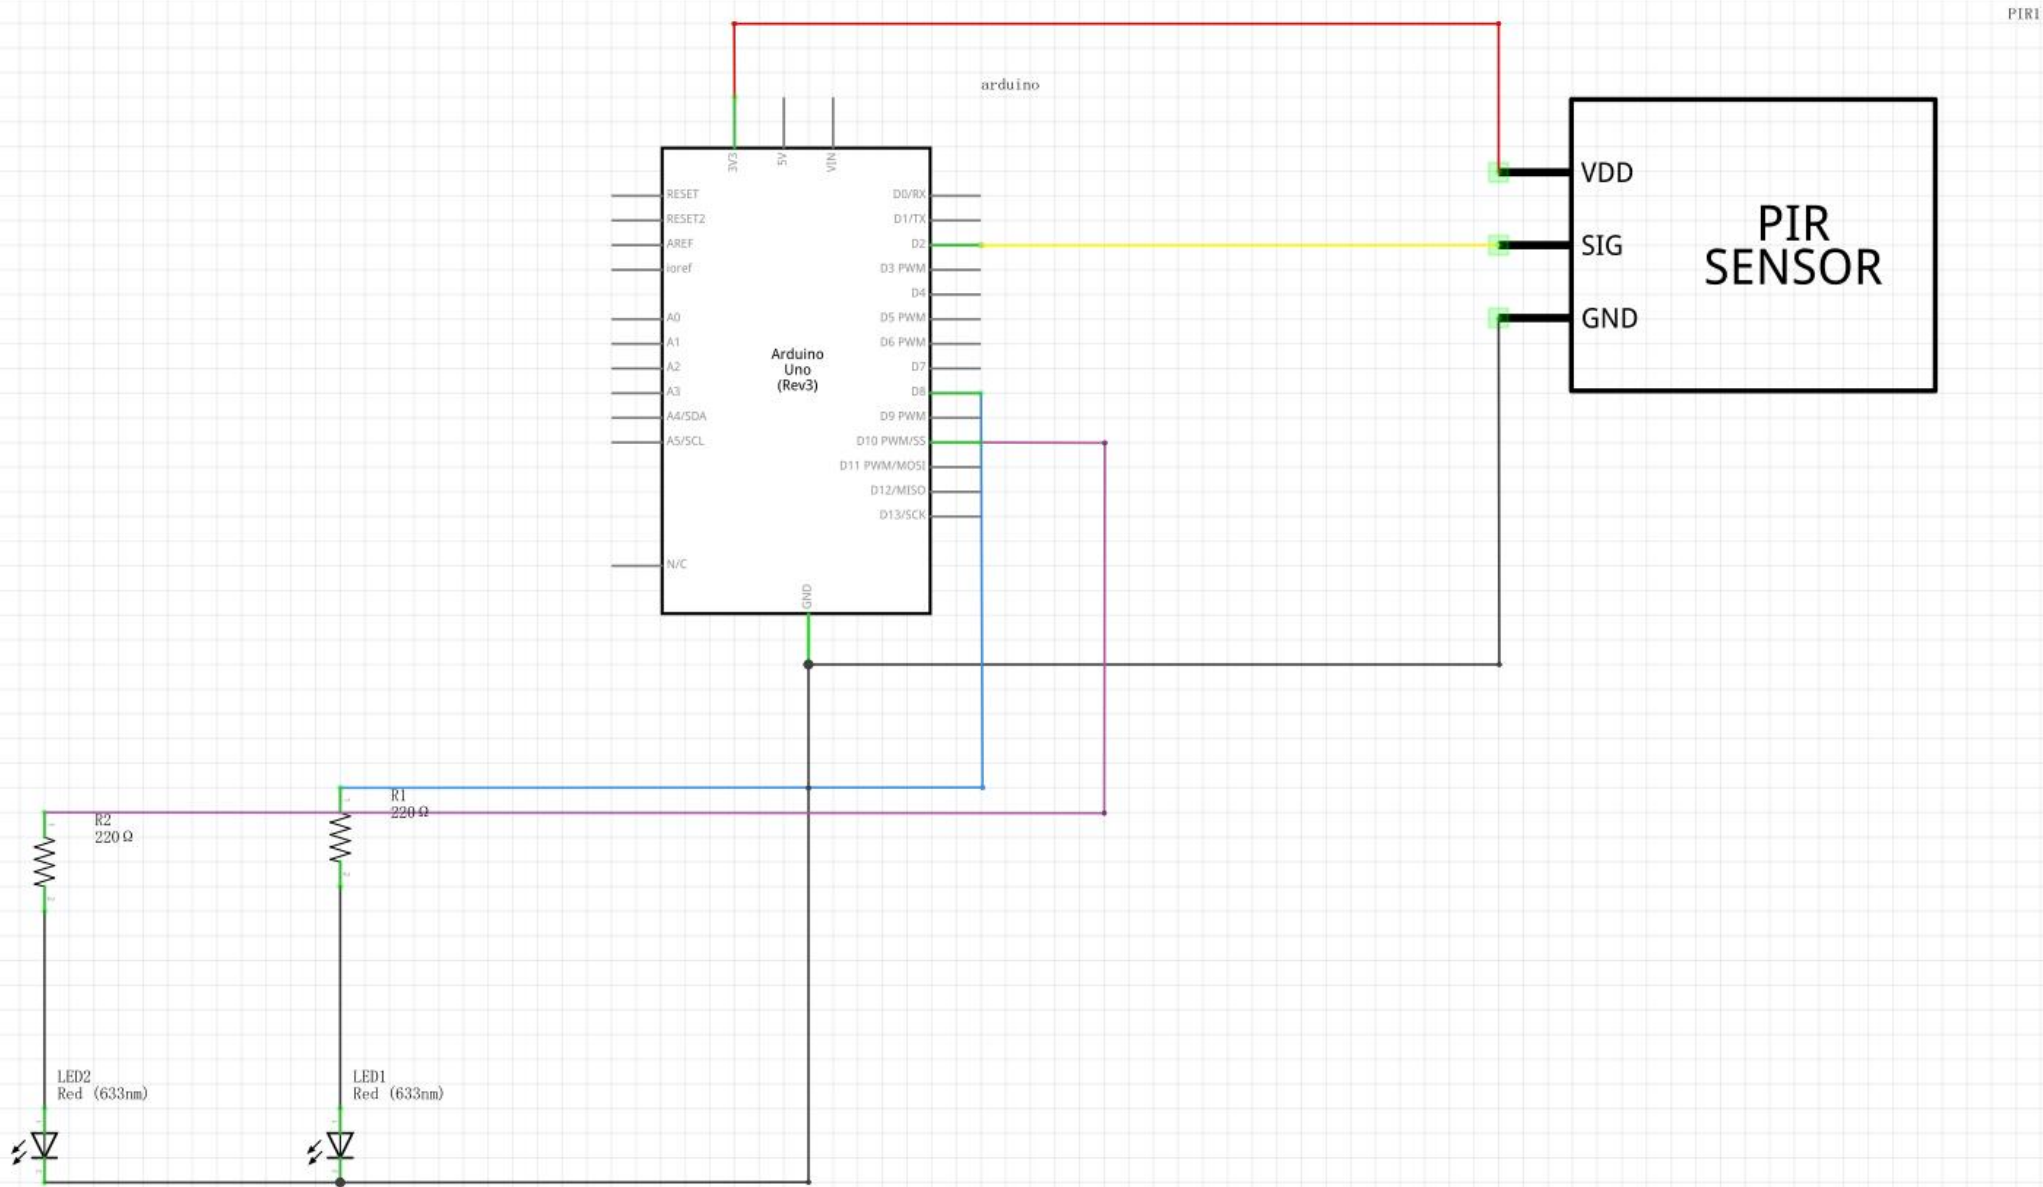 PIR1
arduino
3V3
5V
VIN
RESET
RESET2
AREF
ioref
A0
A1
A2
A3
A4/SDA
A5/SCL
N/C
Arduino
Uno
(Rev3)
D0/RX
D1/TX
D2
D3 PWM
D4
D5 PWM
D6 PWM
D7
D8
D9 PWM
D10 PWM/SS
D11 PWM/MOSI
D12/MISO
D13/SCK
GND
VDD
SIG
GND
PIR
SENSOR
R1
220Ω
R2
220Ω
LED2
Red (633nm)
LED1
Red (633nm)